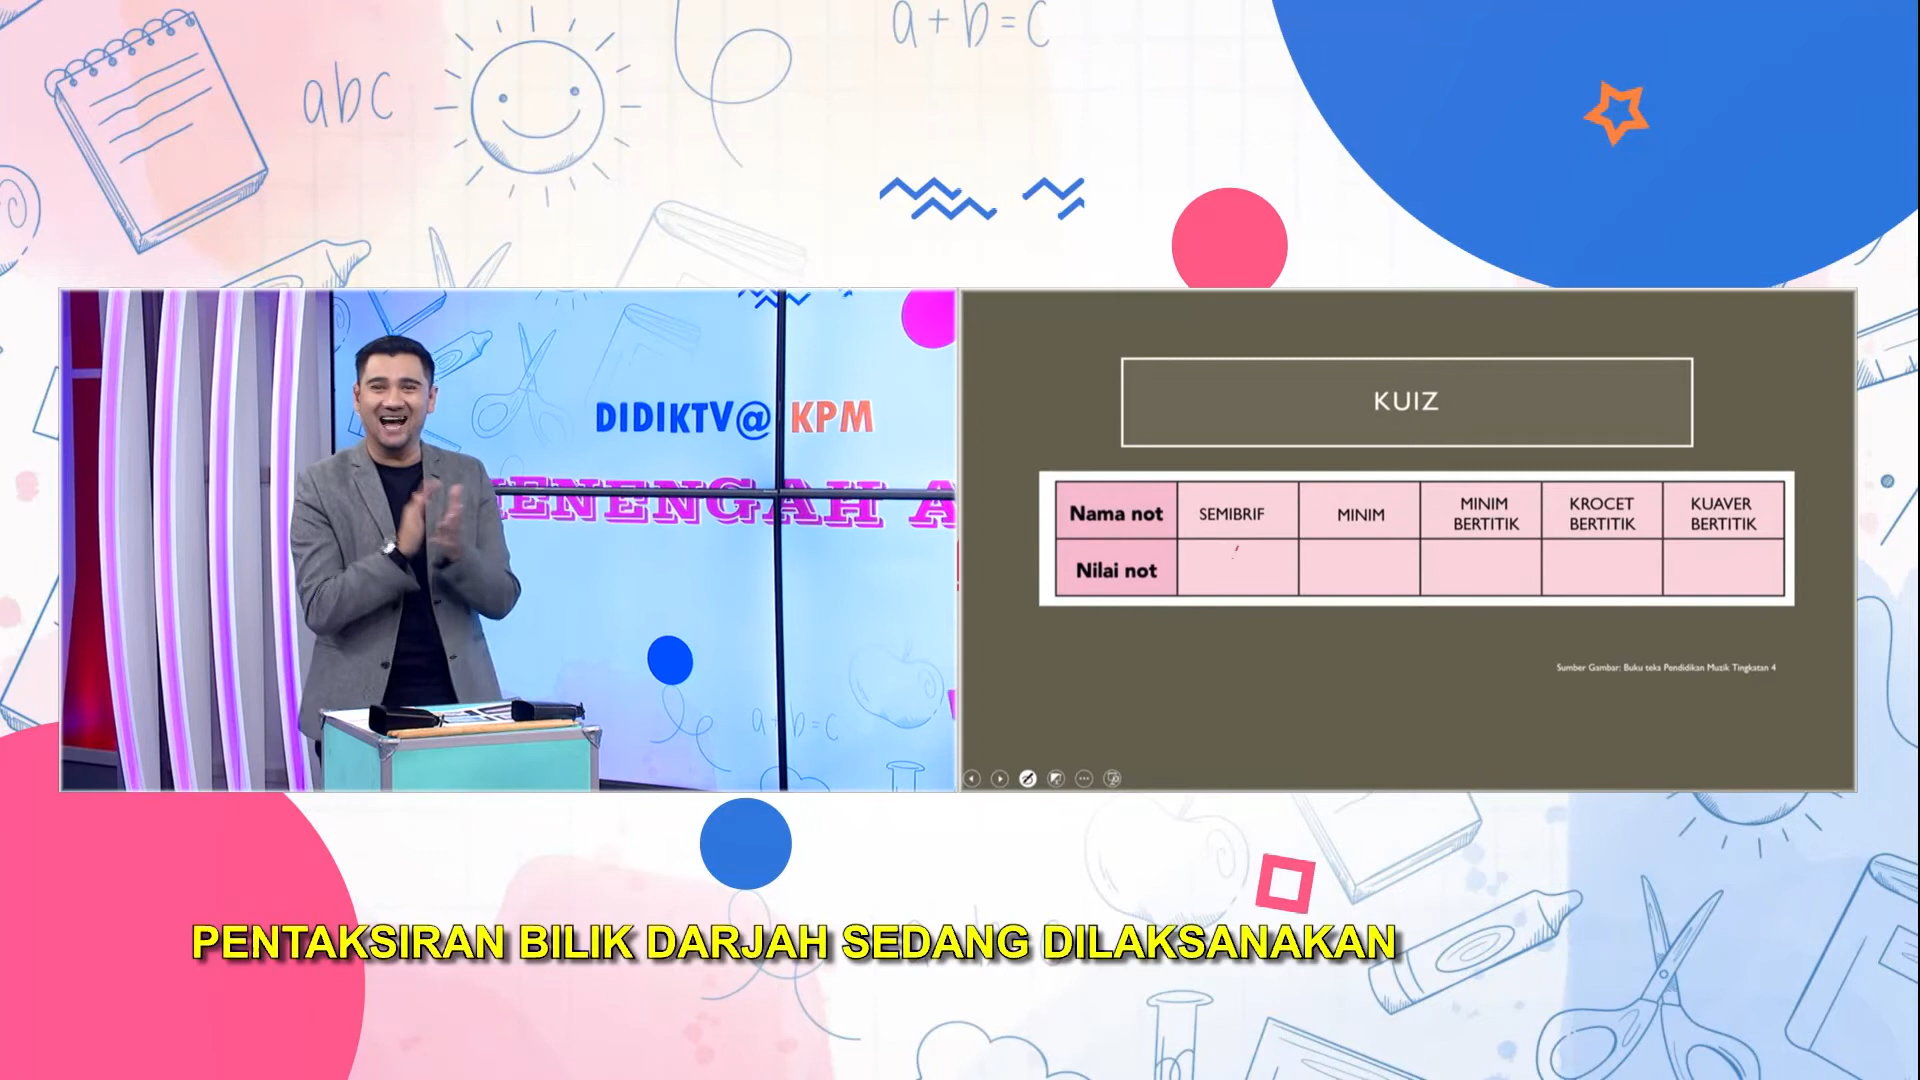 a + b = c
abc
DIDIKTV@ KPM
MENENGAH A
a + b = c
KUIZ
Nama not SEMIBRIF MINIM MINIM BERTITIK KROCET BERTITIK KUAVER BERTITIK
Nilai not
Sumber Gambar: Buku teks Pendidikan Muzik Tingkatan 4
PENTAKSIRAN BILIK DARJAH SEDANG DILAKSANAKAN